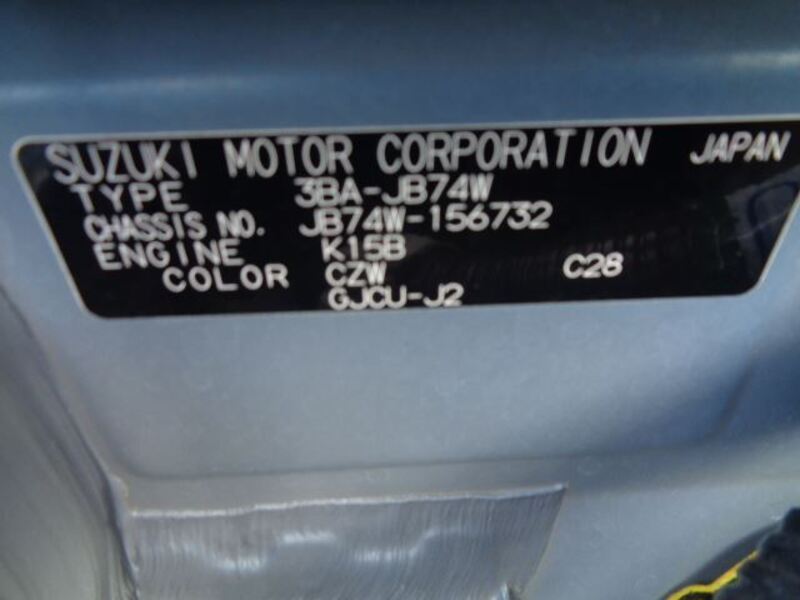 SUZUKI MOTOR CORPORATION JAPAN
TYPE 3BA-JB74W
CHASSIS NO. JB74W-156732
ENGINE K15B
COLOR CZW C28
GJCU-J2